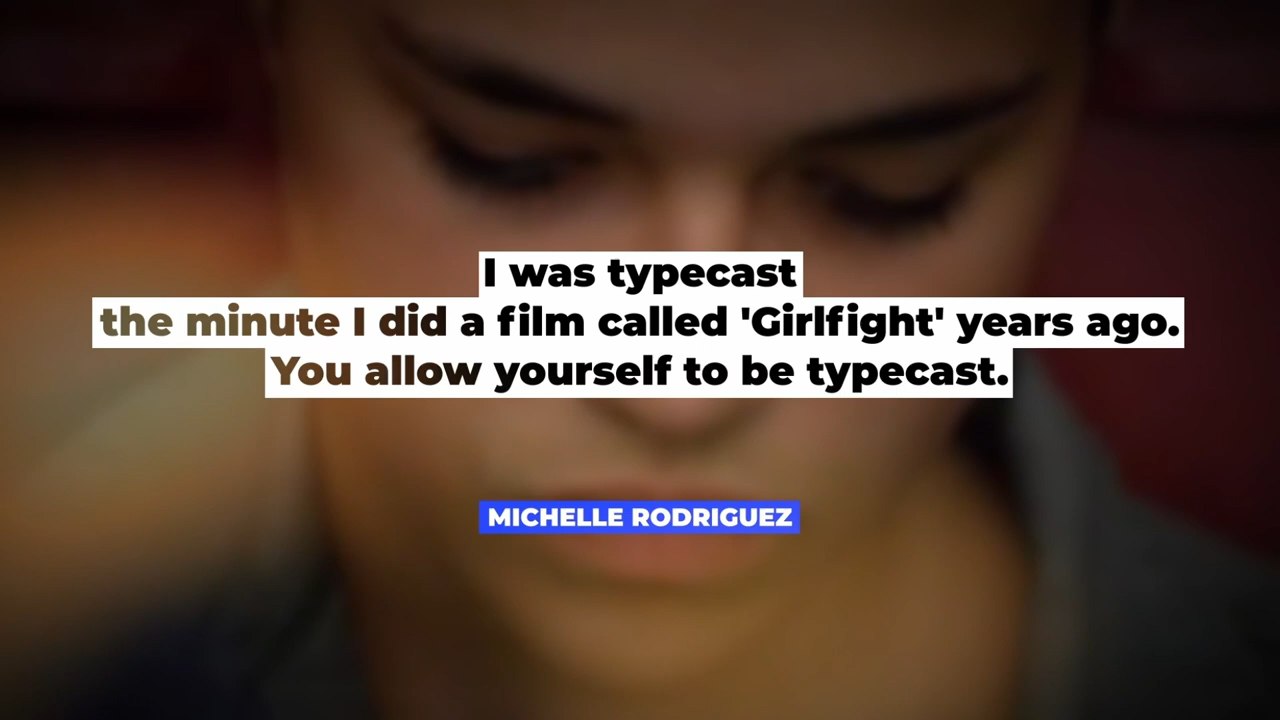 I was typecast
the minute I did a film called 'Girlfight' years ago.
You allow yourself to be typecast.
MICHELLE RODRIGUEZ